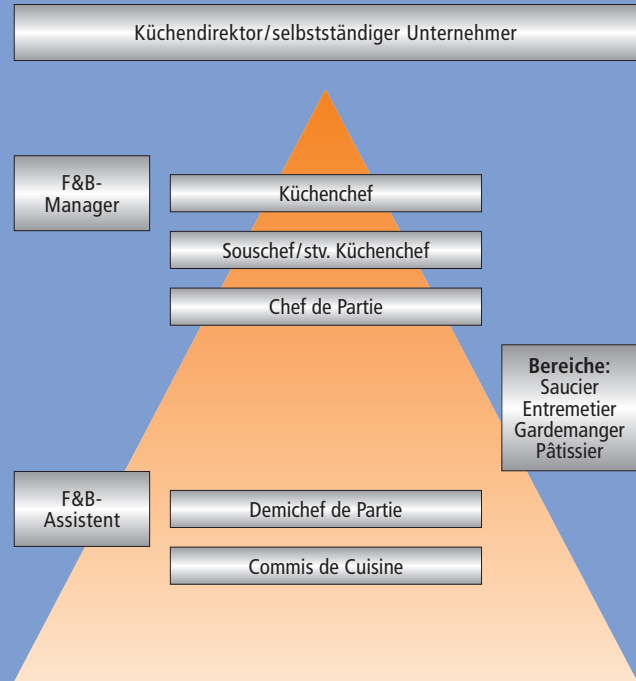 Küchendirektor/selbstständiger Unternehmer
F&B-
Manager
Küchenchef
Souschef/stv. Küchenchef
Chef de Partie
Bereiche:
Saucier
Entremetier
Gardemanger
Pâtissier
F&B-
Assistent
Demichef de Partie
Commis de Cuisine